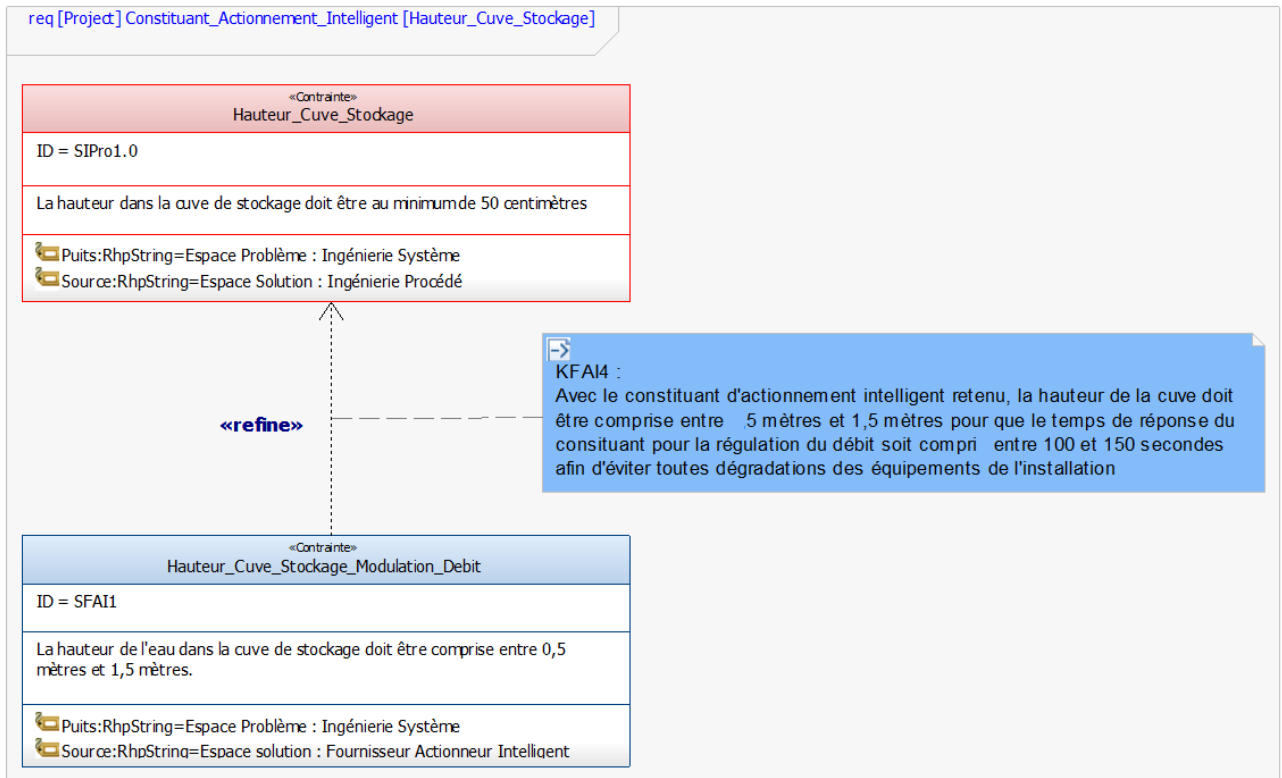 req [Project] Constituant_Actionnement_Intelligent [Hauteur_Cuve_Stockage]
«Contrainte»
Hauteur_Cuve_Stockage
ID = SIPro1.0
La hauteur dans la cuve de stockage doit être au minimum de 50 centimètres
Puits:RhpString=Espace Problème : Ingénierie Système
Source:RhpString=Espace Solution : Ingénierie Procédé
KFAI4 :
Avec le constituant d'actionnement intelligent retenu, la hauteur de la cuve doit
être comprise entre ,5 mètres et 1,5 mètres pour que le temps de réponse du
consituant pour la régulation du débit soit compri entre 100 et 150 secondes
afin d'éviter toutes dégradations des équipements de l'installation
«refine»
«Contrainte»
Hauteur_Cuve_Stockage_Modulation_Debit
ID = SFAI1
La hauteur de l'eau dans la cuve de stockage doit être comprise entre 0,5
mètres et 1,5 mètres.
Puits:RhpString=Espace Problème : Ingénierie Système
Source:RhpString=Espace solution : Fournisseur Actionneur Intelligent